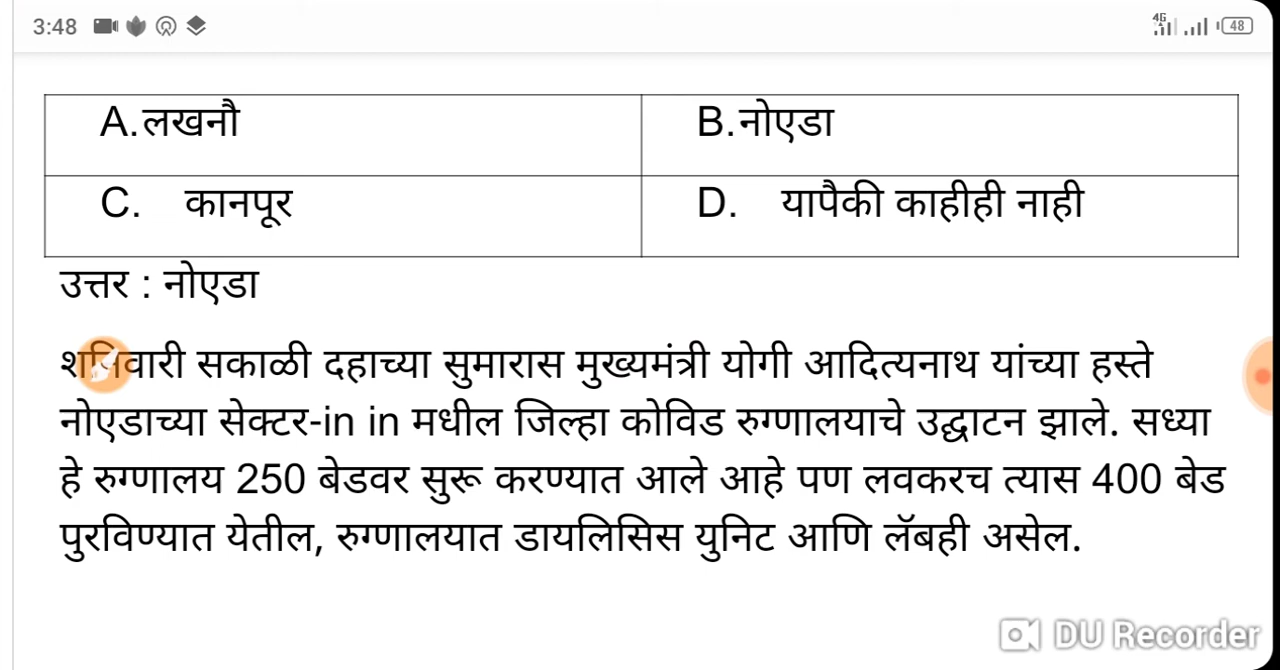 3:48 4G 48
A.लखनौ B.नोएडा
C. कानपूर D. यापैकी काहीही नाही
उत्तर : नोएडा
शनिवारी सकाळी दहाच्या सुमारास मुख्यमंत्री योगी आदित्यनाथ यांच्या हस्ते
नोएडाच्या सेक्टर-in in मधील जिल्हा कोविड रुग्णालयाचे उद्घाटन झाले. सध्या
हे रुग्णालय 250 बेडवर सुरू करण्यात आले आहे पण लवकरच त्यास 400 बेड
पुरविण्यात येतील, रुग्णालयात डायलिसिस युनिट आणि लॅबही असेल.
DU Recorder